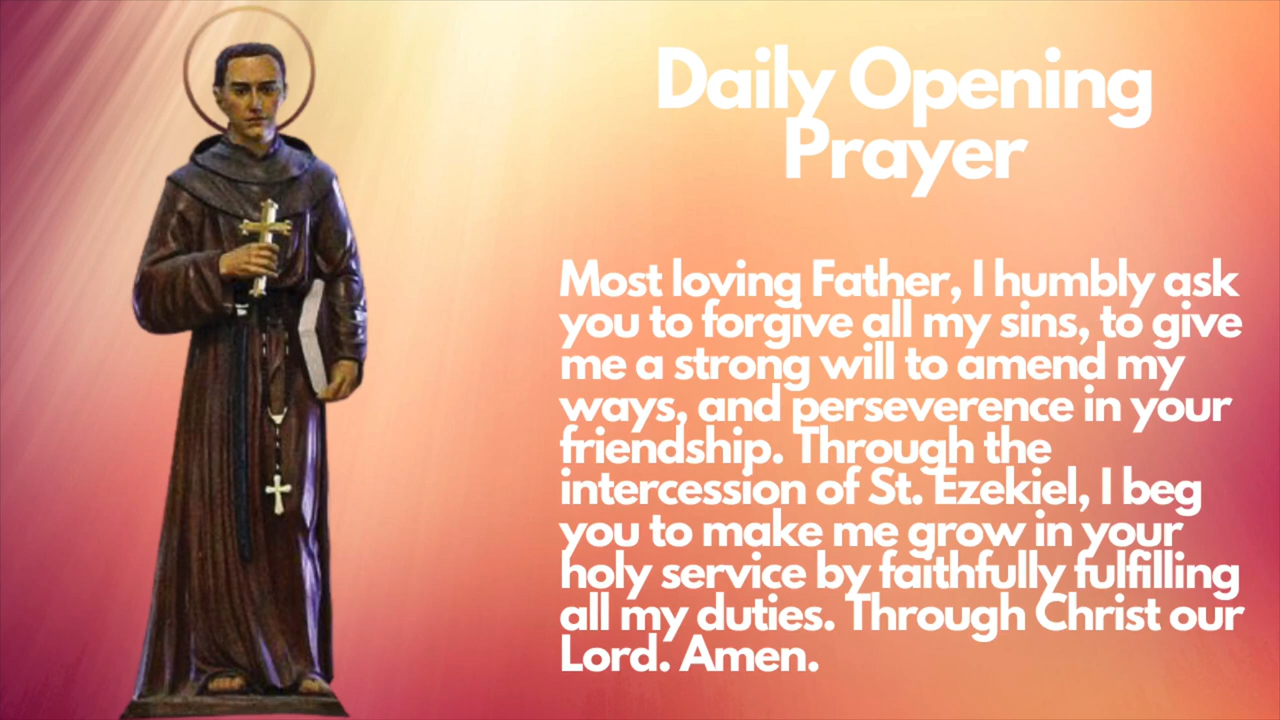 Daily Opening
Prayer
Most loving Father, I humbly ask
you to forgive all my sins, to give
me a strong will to amend my
ways, and perseverence in your
friendship. Through the
intercession of St. Ezekiel, I beg
you to make me grow in your
holy service by faithfully fulfilling
all my duties. Through Christ our
Lord. Amen.